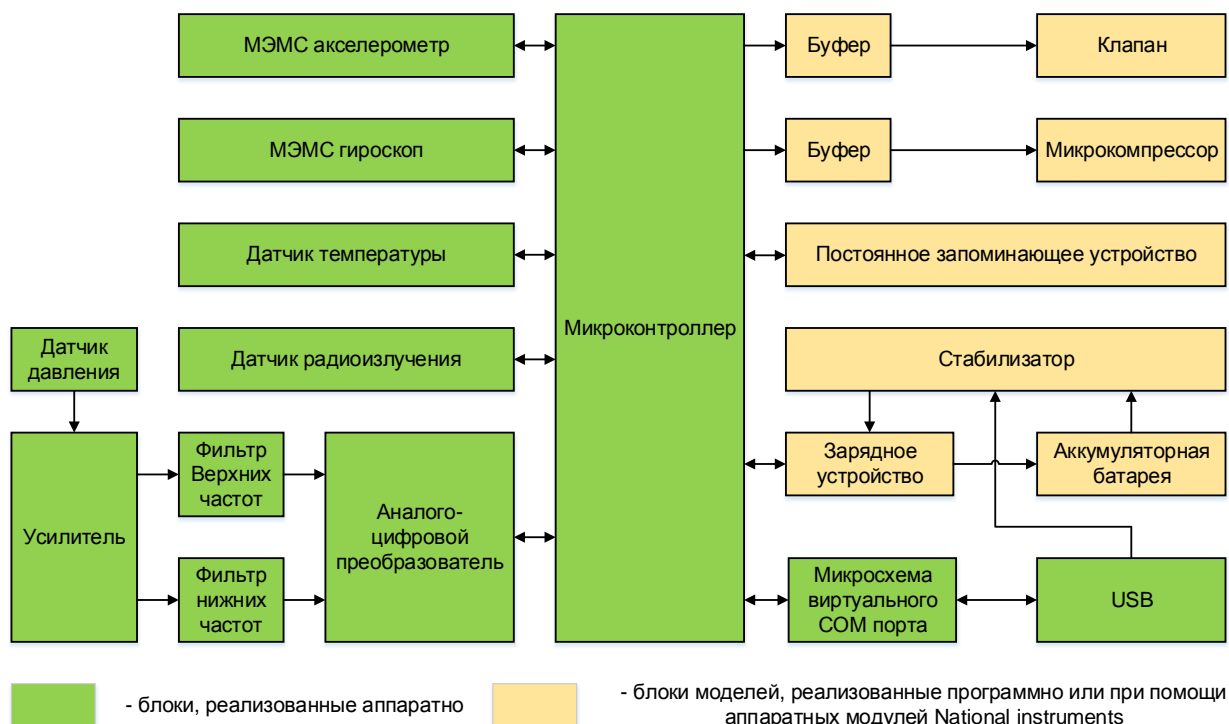 МЭМС акселерометр
Буфер
Клапан
МЭМС гироскоп
Буфер
Микрокомпрессор
Датчик температуры
Постоянное запоминающее устройство
Микроконтроллер
Датчик
давления
Датчик радиоизлучения
Стабилизатор
Усилитель
Фильтр
Верхних
частот
Аналого-
цифровой
преобразователь
Зарядное
устройство
Аккумуляторная
батарея
Фильтр
нижних
частот
Микросхема
виртуального
COM порта
USB
- блоки, реализованные аппаратно
- блоки моделей, реализованные программно или при помощи
аппаратных модулей National instruments